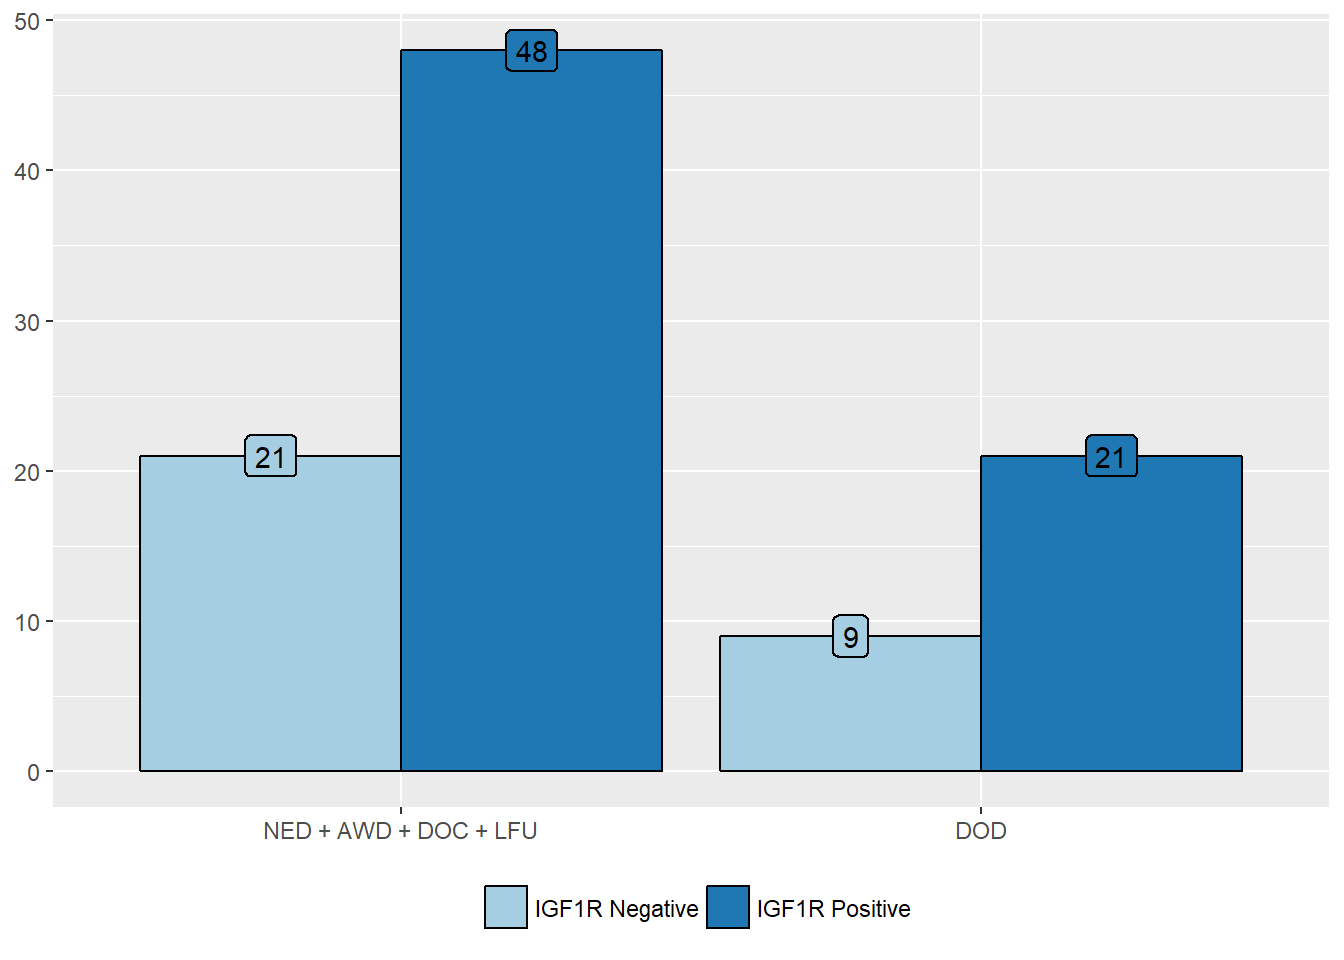 50
40
30
20
10
0
48
21
21
9
NED + AWD + DOC + LFU
DOD
IGF1R Negative
IGF1R Positive